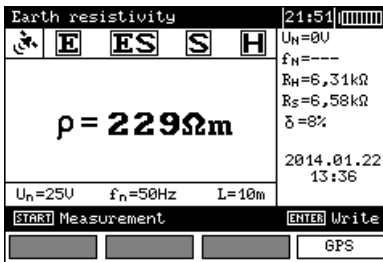 Earth resistivity 21:51
E ES S H
UN=0V
fN=---
RH=6,31kΩ
RS=6,58kΩ
δ=8%
ρ = 229Ωm
2014.01.22
13:36
Un=25V fn=50Hz L=10m
START Measurement ENTER Write
GPS